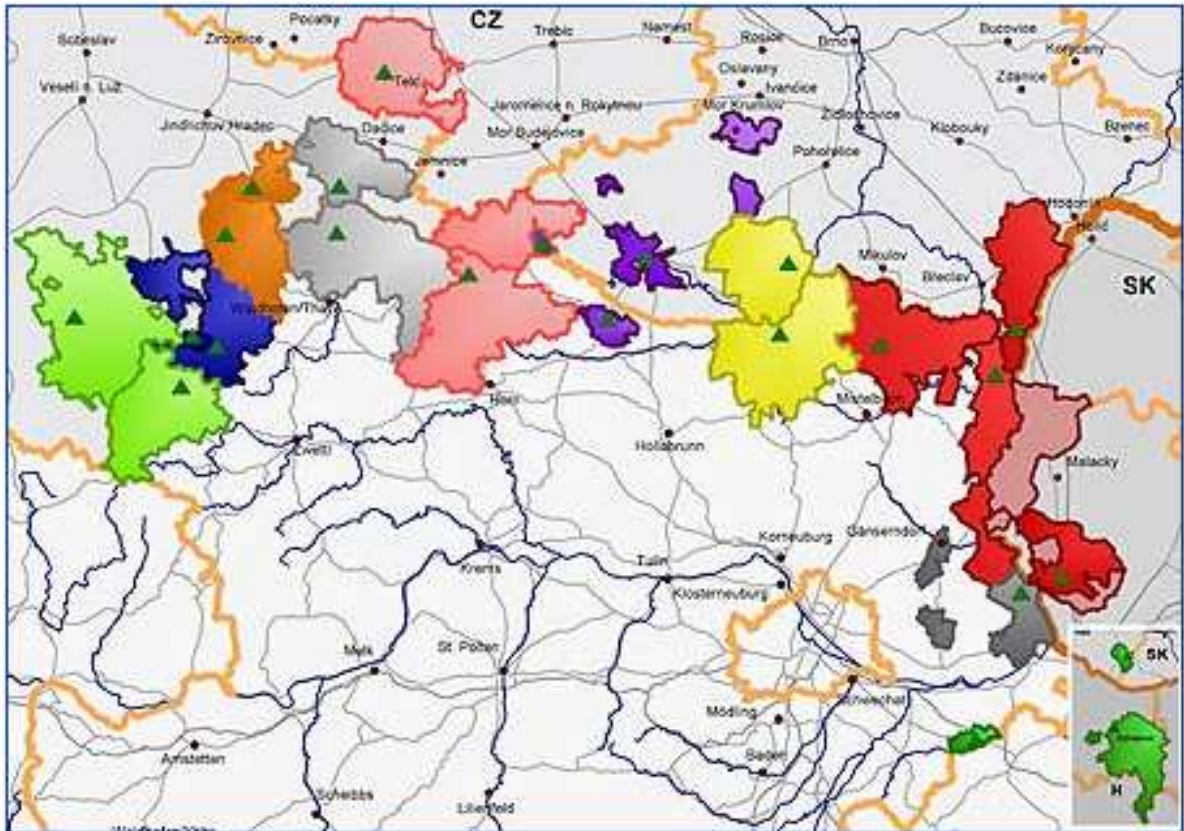 CZ
Pocatky
Zirovnice
Sobeslav
Veseli n. Luz.
Telc
Trebic
Namest
Rosice
Brno
Bucovice
Korycany
Oslavany
Ivancice
Zdanice
Jaromerice n. Rokytnou
Mor.Krumlov
Zidlochovice
Jindrichuv Hradec
Dacice
Mor.Budejovice
Klobouky
Bzenec
Jemnice
Pohorelice
Hodonin
Holic
Mikulov
Breclav
SK
Waidhofen/Thaya
Horn
Mistelbach
Hollabrunn
Zwettl
Malacky
Korneuburg
Gänserndorf
Krems
Tulln
Klosterneuburg
Melk
St. Pölten
SK
Schwechat
Mödling
Baden
Amstetten
H
Scheibbs
Lilienfeld